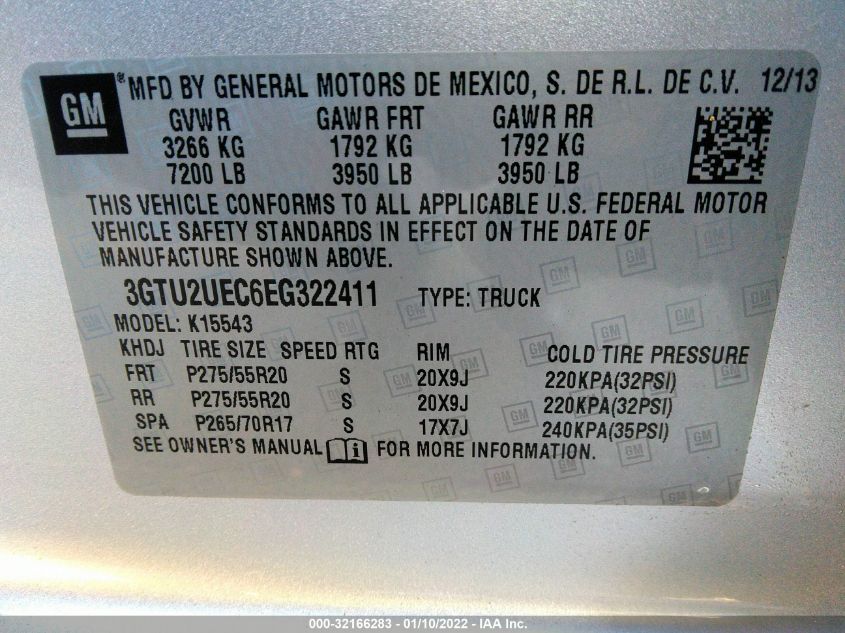 GM ® MFD BY GENERAL MOTORS DE MEXICO, S. DE R.L. DE C.V. 12/13
GVWR GAWR FRT GAWR RR
3266 KG 1792 KG 1792 KG
7200 LB 3950 LB 3950 LB
THIS VEHICLE CONFORMS TO ALL APPLICABLE U.S. FEDERAL MOTOR
VEHICLE SAFETY STANDARDS IN EFFECT ON THE DATE OF
MANUFACTURE SHOWN ABOVE.
3GTU2UEC6EG322411 TYPE: TRUCK
MODEL: K15543
KHDJ TIRE SIZE SPEED RTG RIM COLD TIRE PRESSURE
FRT P275/55R20 S 20X9J 220KPA(32PSI)
RR P275/55R20 S 20X9J 220KPA(32PSI)
SPA P265/70R17 S 17X7J 240KPA(35PSI)
SEE OWNER'S MANUAL FOR MORE INFORMATION.
000-32166283 - 01/10/2022 - IAA Inc.